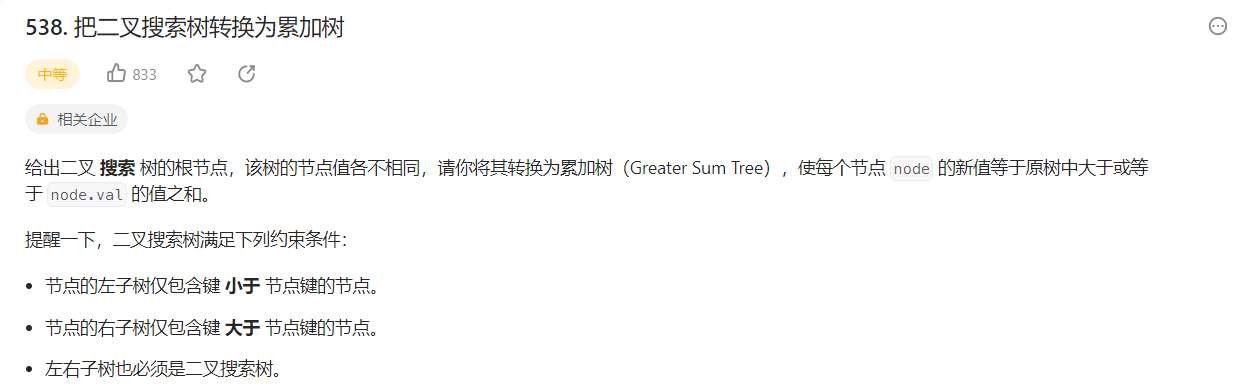 538. 把二叉搜索树转换为累加树
中等
833
相关企业
给出二叉 搜索 树的根节点，该树的节点值各不相同，请你将其转换为累加树（Greater Sum Tree），使每个节点 node 的新值等于原树中大于或等
于 node.val 的值之和。
提醒一下，二叉搜索树满足下列约束条件：
• 节点的左子树仅包含键 小于 节点键的节点。
• 节点的右子树仅包含键 大于 节点键的节点。
• 左右子树也必须是二叉搜索树。